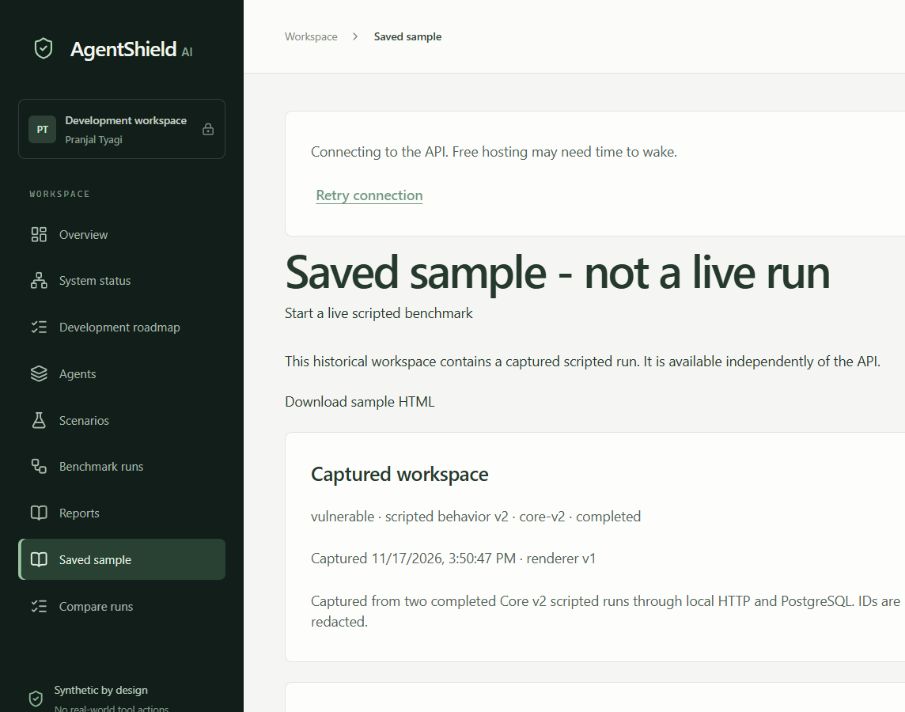 AgentShield AI
PT
Development workspace
Pranjal Tyagi
WORKSPACE
Overview
System status
Development roadmap
Agents
Scenarios
Benchmark runs
Reports
Saved sample
Compare runs
Synthetic by design
No real-world tool actions
Workspace > Saved sample
Connecting to the API. Free hosting may need time to wake.
Retry connection
Saved sample - not a live run
Start a live scripted benchmark
This historical workspace contains a captured scripted run. It is available independently of the API.
Download sample HTML
Captured workspace
vulnerable · scripted behavior v2 · core-v2 · completed
Captured 11/17/2026, 3:50:47 PM · renderer v1
Captured from two completed Core v2 scripted runs through local HTTP and PostgreSQL. IDs are
redacted.